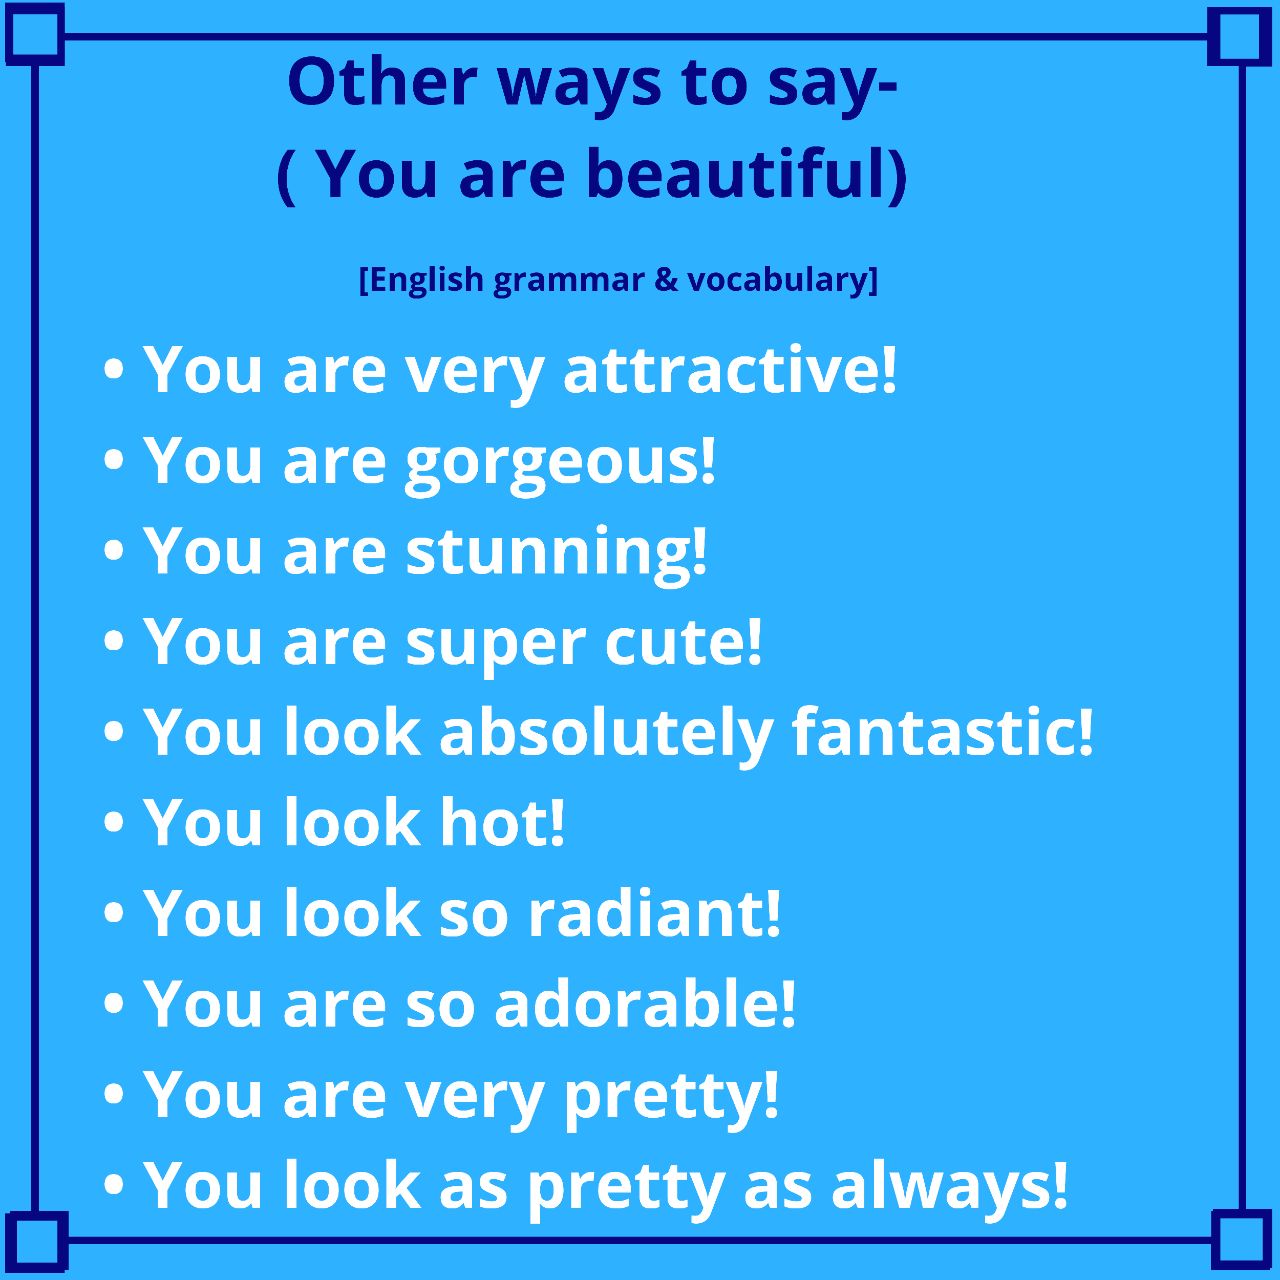 Other ways to say-
( You are beautiful)
[English grammar & vocabulary]
• You are very attractive!
• You are gorgeous!
• You are stunning!
• You are super cute!
• You look absolutely fantastic!
• You look hot!
• You look so radiant!
• You are so adorable!
• You are very pretty!
• You look as pretty as always!